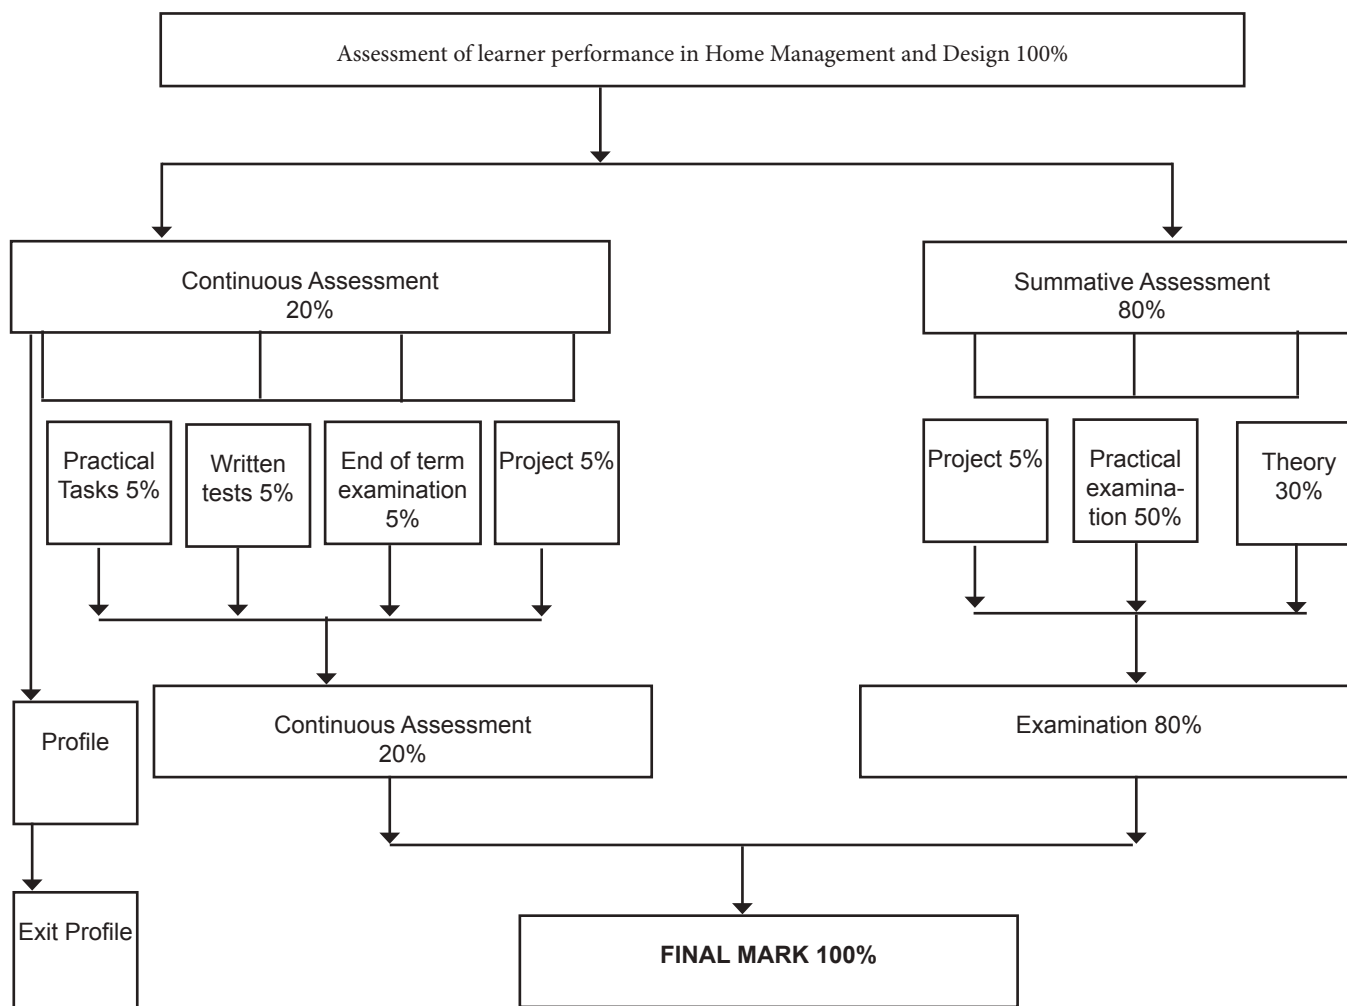 Assessment of learner performance in Home Management and Design 100%
Continuous Assessment
20%
Summative Assessment
80%
Practical
Tasks 5%
Written
tests 5%
End of term
examination
5%
Project 5%
Project 5%
Practical
examina-
tion 50%
Theory
30%
Profile
Continuous Assessment
20%
Examination 80%
Exit Profile
FINAL MARK 100%